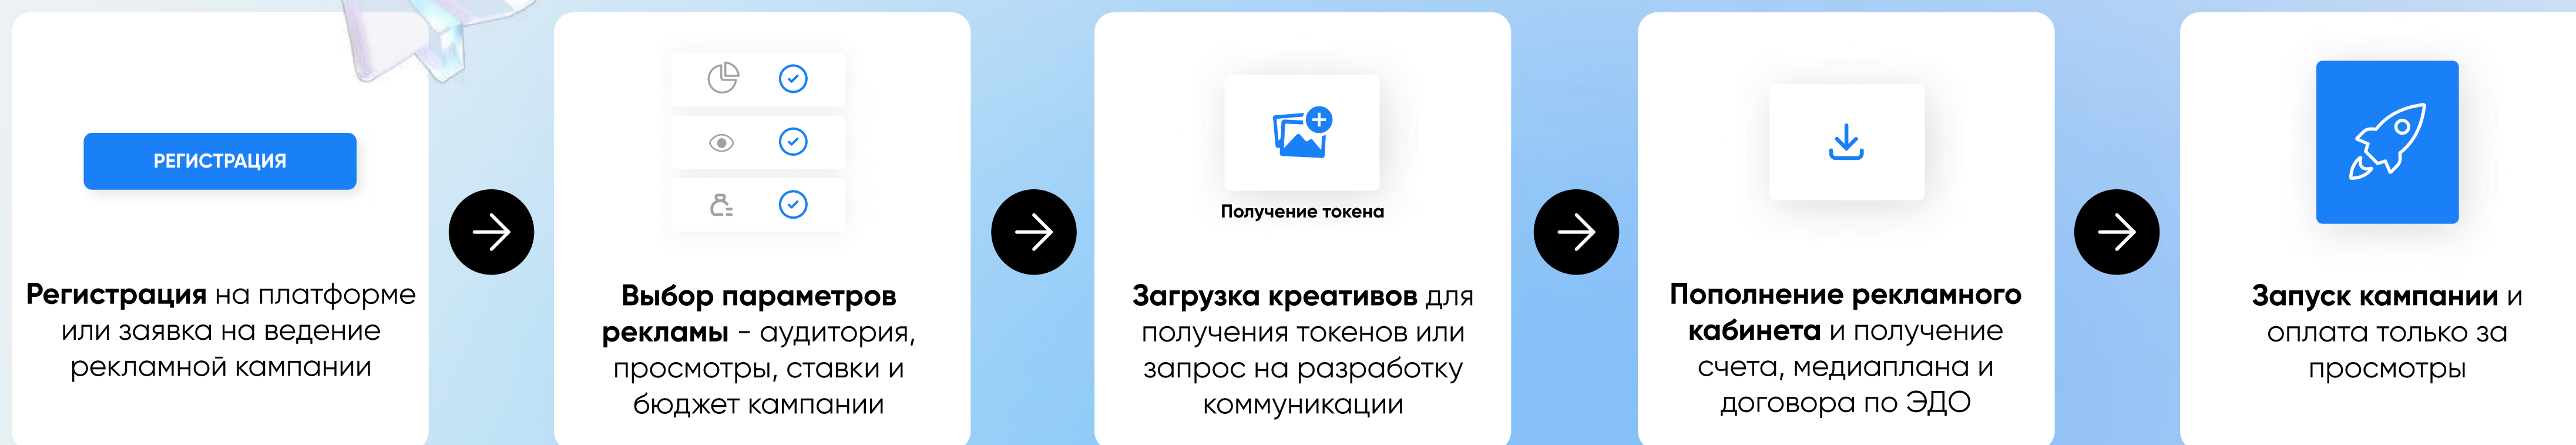 РЕГИСТРАЦИЯ
Регистрация на платформе
или заявка на ведение
рекламной кампании
Выбор параметров
рекламы - аудитория,
просмотры, ставки и
бюджет кампании
Получение токена
Загрузка креативов для
получения токенов или
запрос на разработку
коммуникации
Пополнение рекламного
кабинета и получение
счета, медиаплана и
договора по ЭДО
Запуск кампании и
оплата только за
просмотры